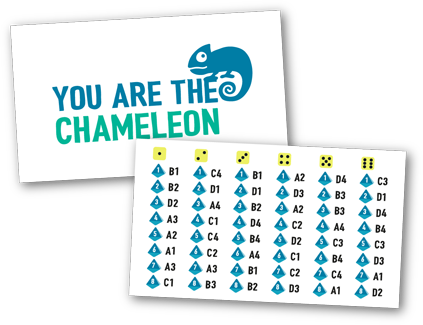 YOU ARE THE
CHAMELEON
1 B1 1 C4 1 B1 1 A2 1 D4 1 C3
2 B2 2 D1 2 D1 2 D3 2 B3 2 D1
3 D2 3 A3 3 A4 3 A2 3 B3 3 D4
4 A3 4 C1 4 C1 4 C2 4 A4 4 B4
5 A2 5 C4 5 B4 5 D2 5 C3 5 C3
6 A1 6 C2 6 A4 6 C1 6 B4 6 D3
7 A3 7 A3 7 B1 7 C2 7 C4 7 A1
8 C1 8 B3 8 B2 8 D3 8 A1 8 D2